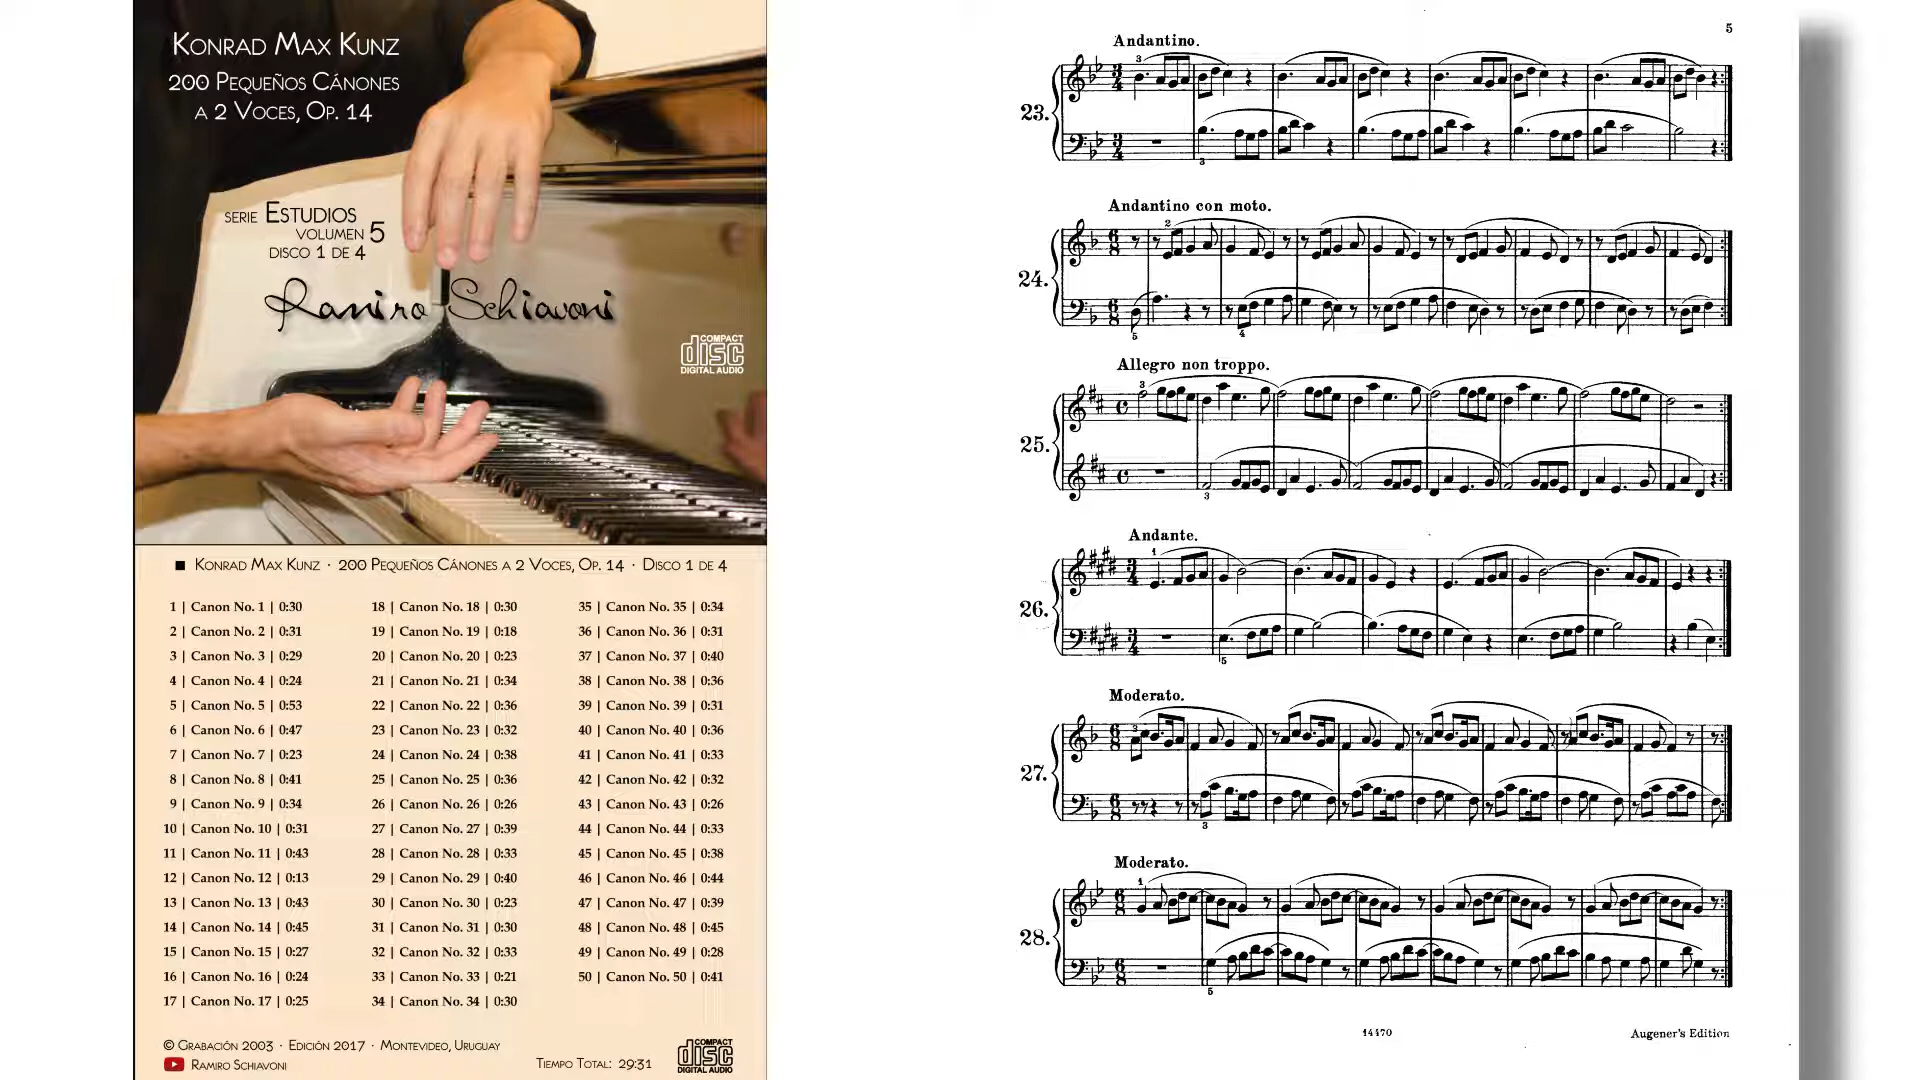 KONRAD MAX KUNZ
200 PEQUEÑOS CÁNONES
A 2 VOCES, OP. 14
SERIE ESTUDIOS
VOLUMEN 5
DISCO 1 DE 4
Ramiro Schiavoni
COMPACT
disc
DIGITAL AUDIO
■ KONRAD MAX KUNZ · 200 PEQUEÑOS CÁNONES A 2 VOCES, OP. 14 · DISCO 1 DE 4
1 | Canon No. 1 | 0:30
2 | Canon No. 2 | 0:31
3 | Canon No. 3 | 0:29
4 | Canon No. 4 | 0:24
5 | Canon No. 5 | 0:53
6 | Canon No. 6 | 0:47
7 | Canon No. 7 | 0:23
8 | Canon No. 8 | 0:41
9 | Canon No. 9 | 0:34
10 | Canon No. 10 | 0:31
11 | Canon No. 11 | 0:43
12 | Canon No. 12 | 0:13
13 | Canon No. 13 | 0:43
14 | Canon No. 14 | 0:45
15 | Canon No. 15 | 0:27
16 | Canon No. 16 | 0:24
17 | Canon No. 17 | 0:25
18 | Canon No. 18 | 0:30
19 | Canon No. 19 | 0:18
20 | Canon No. 20 | 0:23
21 | Canon No. 21 | 0:34
22 | Canon No. 22 | 0:36
23 | Canon No. 23 | 0:32
24 | Canon No. 24 | 0:38
25 | Canon No. 25 | 0:36
26 | Canon No. 26 | 0:26
27 | Canon No. 27 | 0:39
28 | Canon No. 28 | 0:33
29 | Canon No. 29 | 0:40
30 | Canon No. 30 | 0:23
31 | Canon No. 31 | 0:30
32 | Canon No. 32 | 0:33
33 | Canon No. 33 | 0:21
34 | Canon No. 34 | 0:30
35 | Canon No. 35 | 0:34
36 | Canon No. 36 | 0:31
37 | Canon No. 37 | 0:40
38 | Canon No. 38 | 0:36
39 | Canon No. 39 | 0:31
40 | Canon No. 40 | 0:36
41 | Canon No. 41 | 0:33
42 | Canon No. 42 | 0:32
43 | Canon No. 43 | 0:26
44 | Canon No. 44 | 0:33
45 | Canon No. 45 | 0:38
46 | Canon No. 46 | 0:44
47 | Canon No. 47 | 0:39
48 | Canon No. 48 | 0:45
49 | Canon No. 49 | 0:28
50 | Canon No. 50 | 0:41
© GRABACIÓN 2003 · EDICIÓN 2017 · MONTEVIDEO, URUGUAY
RAMIRO SCHIAVONI
TIEMPO TOTAL: 29:31
COMPACT
disc
DIGITAL AUDIO
5
Andantino.
23.
Andantino con moto.
24.
Allegro non troppo.
25.
Andante.
26.
Moderato.
27.
Moderato.
28.
14470
Augener's Edition